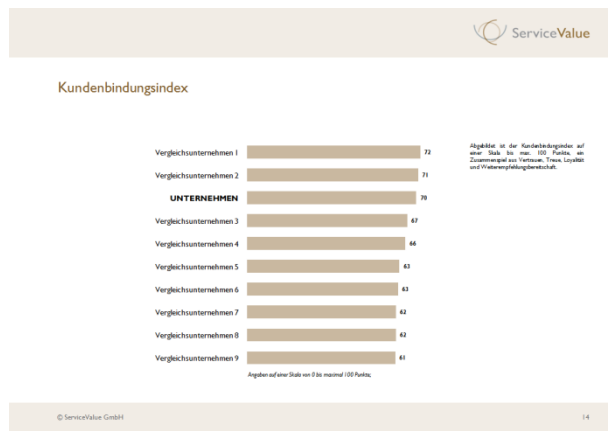 ServiceValue
Kundenbindungsindex
Vergleichsunternehmen 1 72
Vergleichsunternehmen 2 71
UNTERNEHMEN 70
Vergleichsunternehmen 3 67
Vergleichsunternehmen 4 66
Vergleichsunternehmen 5 63
Vergleichsunternehmen 6 63
Vergleichsunternehmen 7 62
Vergleichsunternehmen 8 62
Vergleichsunternehmen 9 61
Angaben auf einer Skala von 0 bis maximal 100 Punkte;
Abgebildet ist der Kundenbindungsindex auf
einer Skala bis max. 100 Punkte, ein
Zusammenspiel aus Vertrauen, Treue, Loyalität
und Weiterempfehlungsbereitschaft.
© ServiceValue GmbH 14